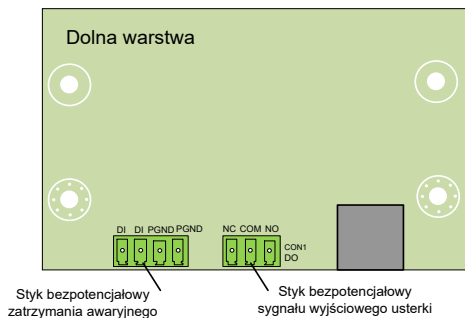 Dolna warstwa
DI DI PGND PGND
NC COM NO
CON1
DO
Styk bezpotencjałowy
zatrzymania awaryjnego
Styk bezpotencjałowy
sygnału wyjściowego usterki